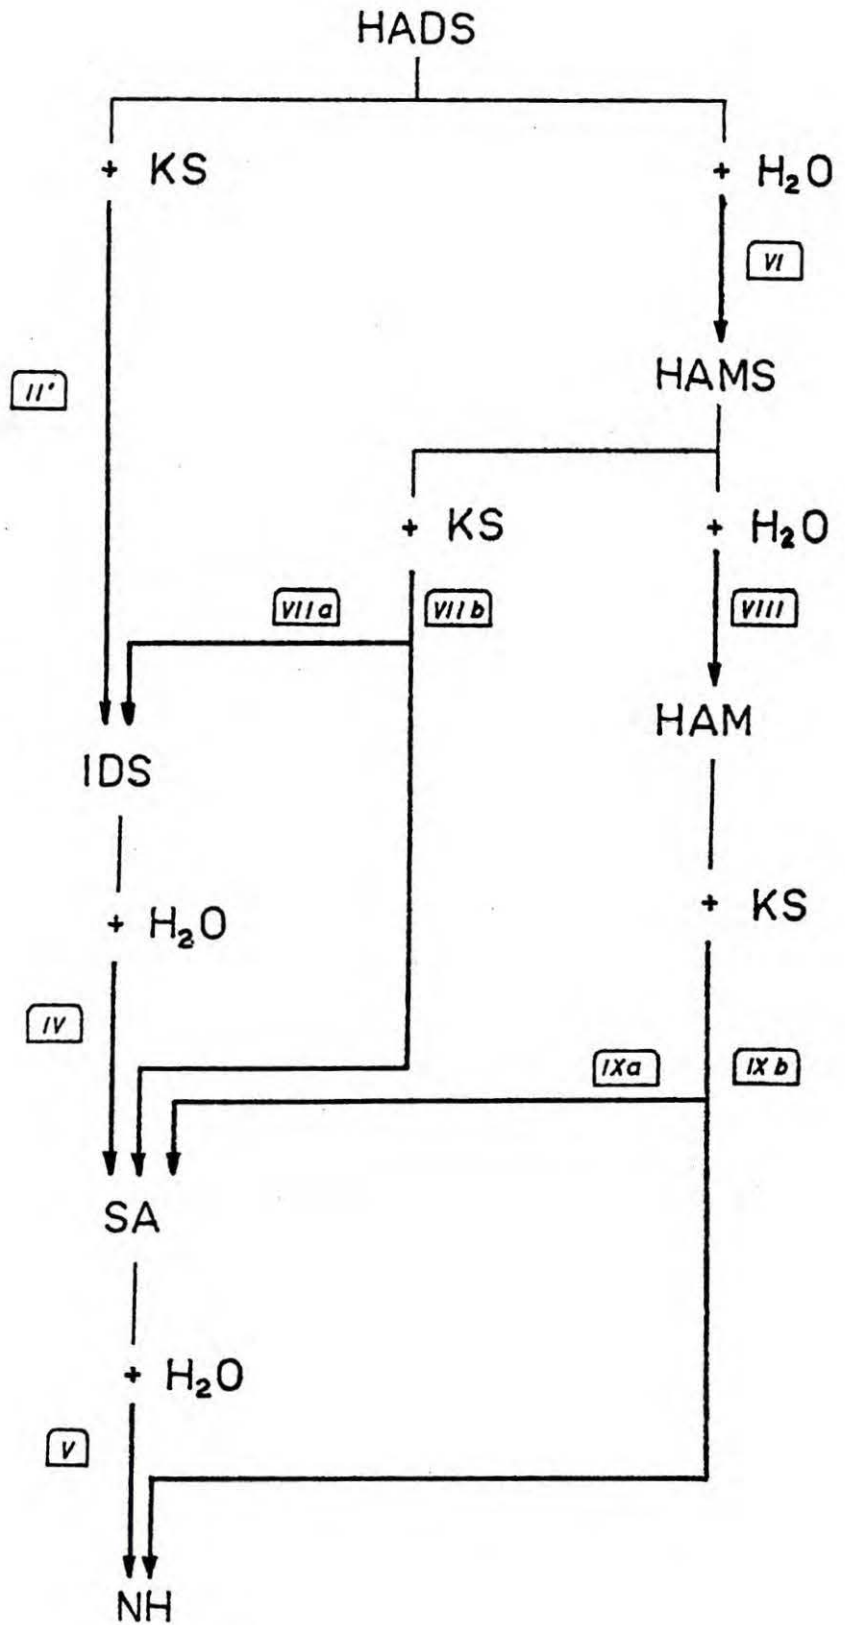 HADS
+ KS
+ H₂O
VI
HAMS
II'
+ KS
+ H₂O
VIIa
VIIb
VIII
HAM
IDS
+ KS
+ H₂O
IV
IXa
IXb
SA
+ H₂O
V
NH